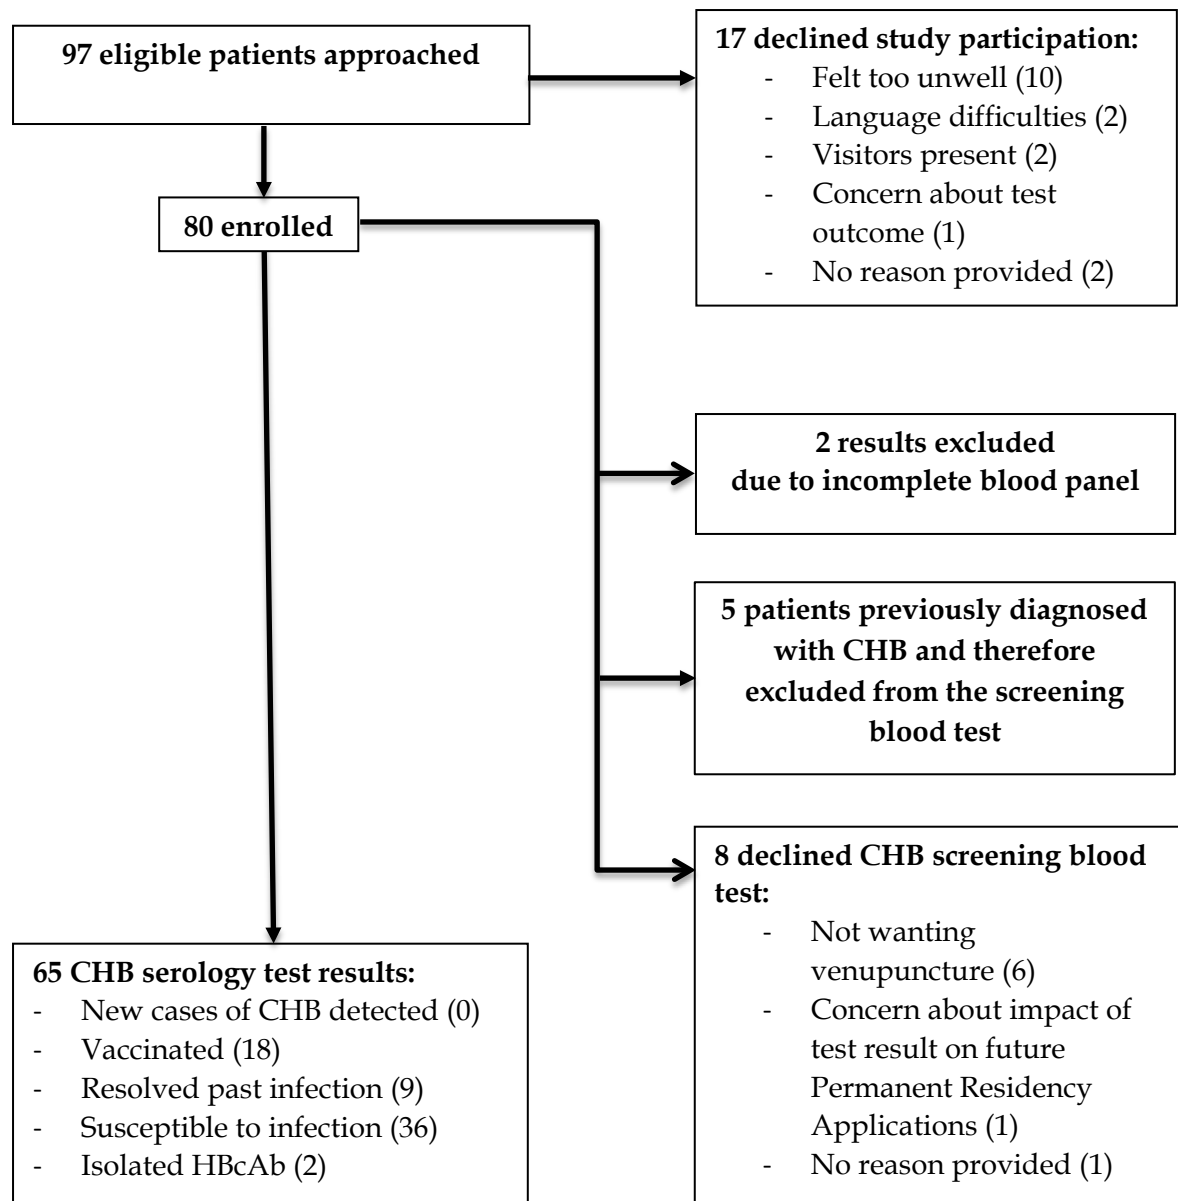 97 eligible patients approached
17 declined study participation:
- Felt too unwell (10)
- Language difficulties (2)
- Visitors present (2)
- Concern about test
outcome (1)
- No reason provided (2)
80 enrolled
2 results excluded
due to incomplete blood panel
5 patients previously diagnosed
with CHB and therefore
excluded from the screening
blood test
8 declined CHB screening blood
test:
- Not wanting
venupuncture (6)
- Concern about impact of
test result on future
Permanent Residency
Applications (1)
- No reason provided (1)
65 CHB serology test results:
- New cases of CHB detected (0)
- Vaccinated (18)
- Resolved past infection (9)
- Susceptible to infection (36)
- Isolated HBcAb (2)